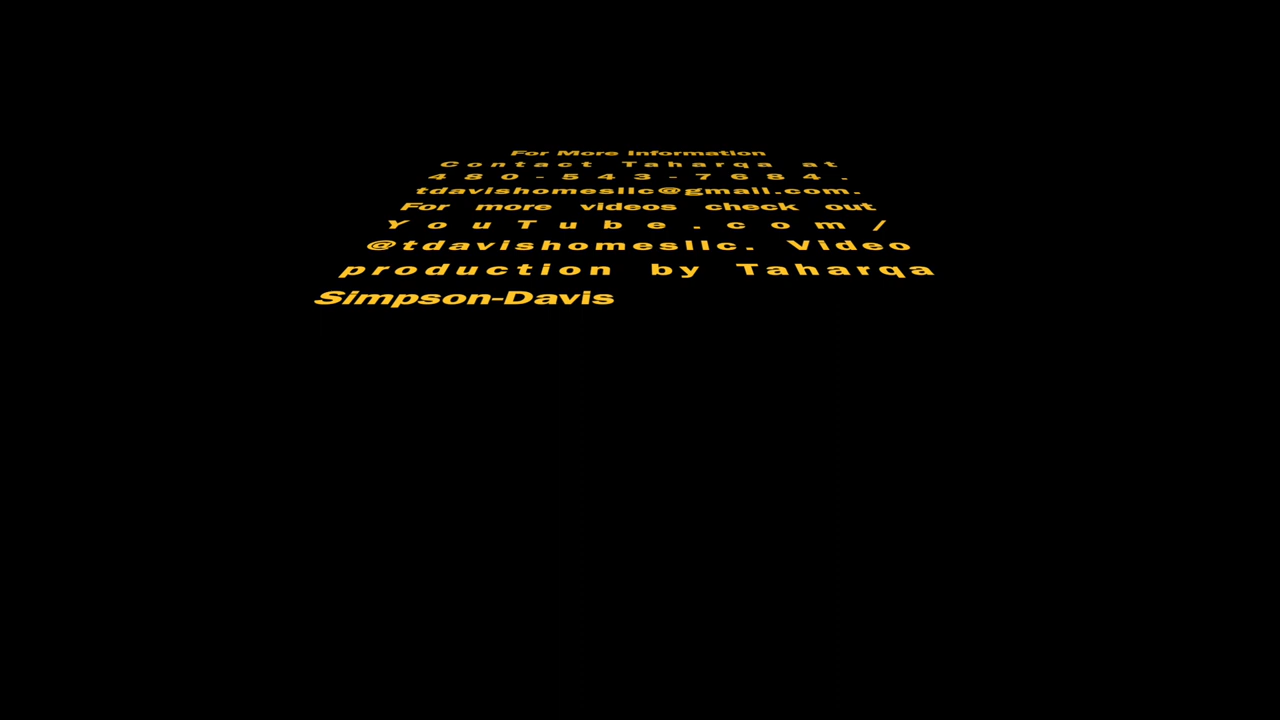 For More Information
Contact Taharqa at
480-543-7684.
tdavishomesllc@gmail.com.
For more videos check out
YouTube.com/
@tdavishomesllc. Video
production by Taharqa
Simpson-Davis